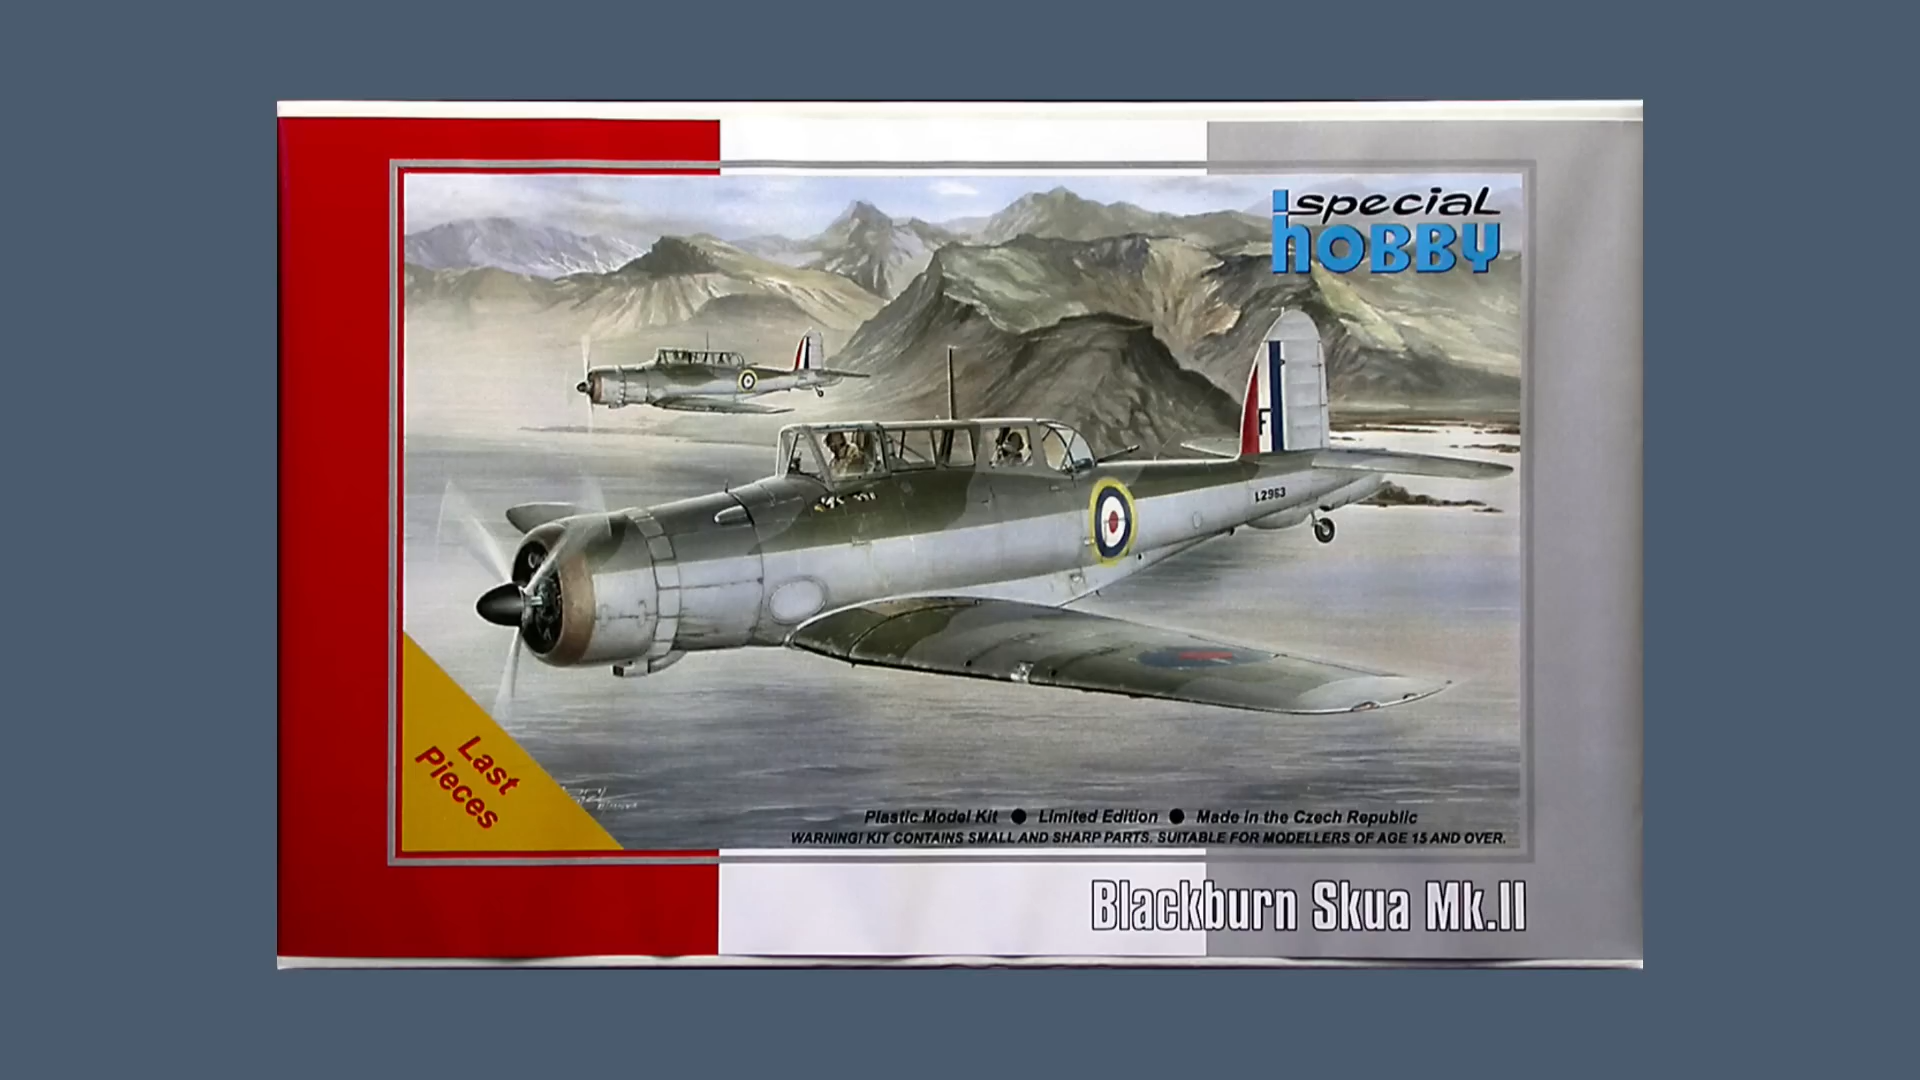 special
hOBBY
F
L2963
Last
Pieces
Plastic Model Kit ● Limited Edition ● Made in the Czech Republic
WARNING! KIT CONTAINS SMALL AND SHARP PARTS. SUITABLE FOR MODELLERS OF AGE 15 AND OVER.
Blackburn Skua Mk.II